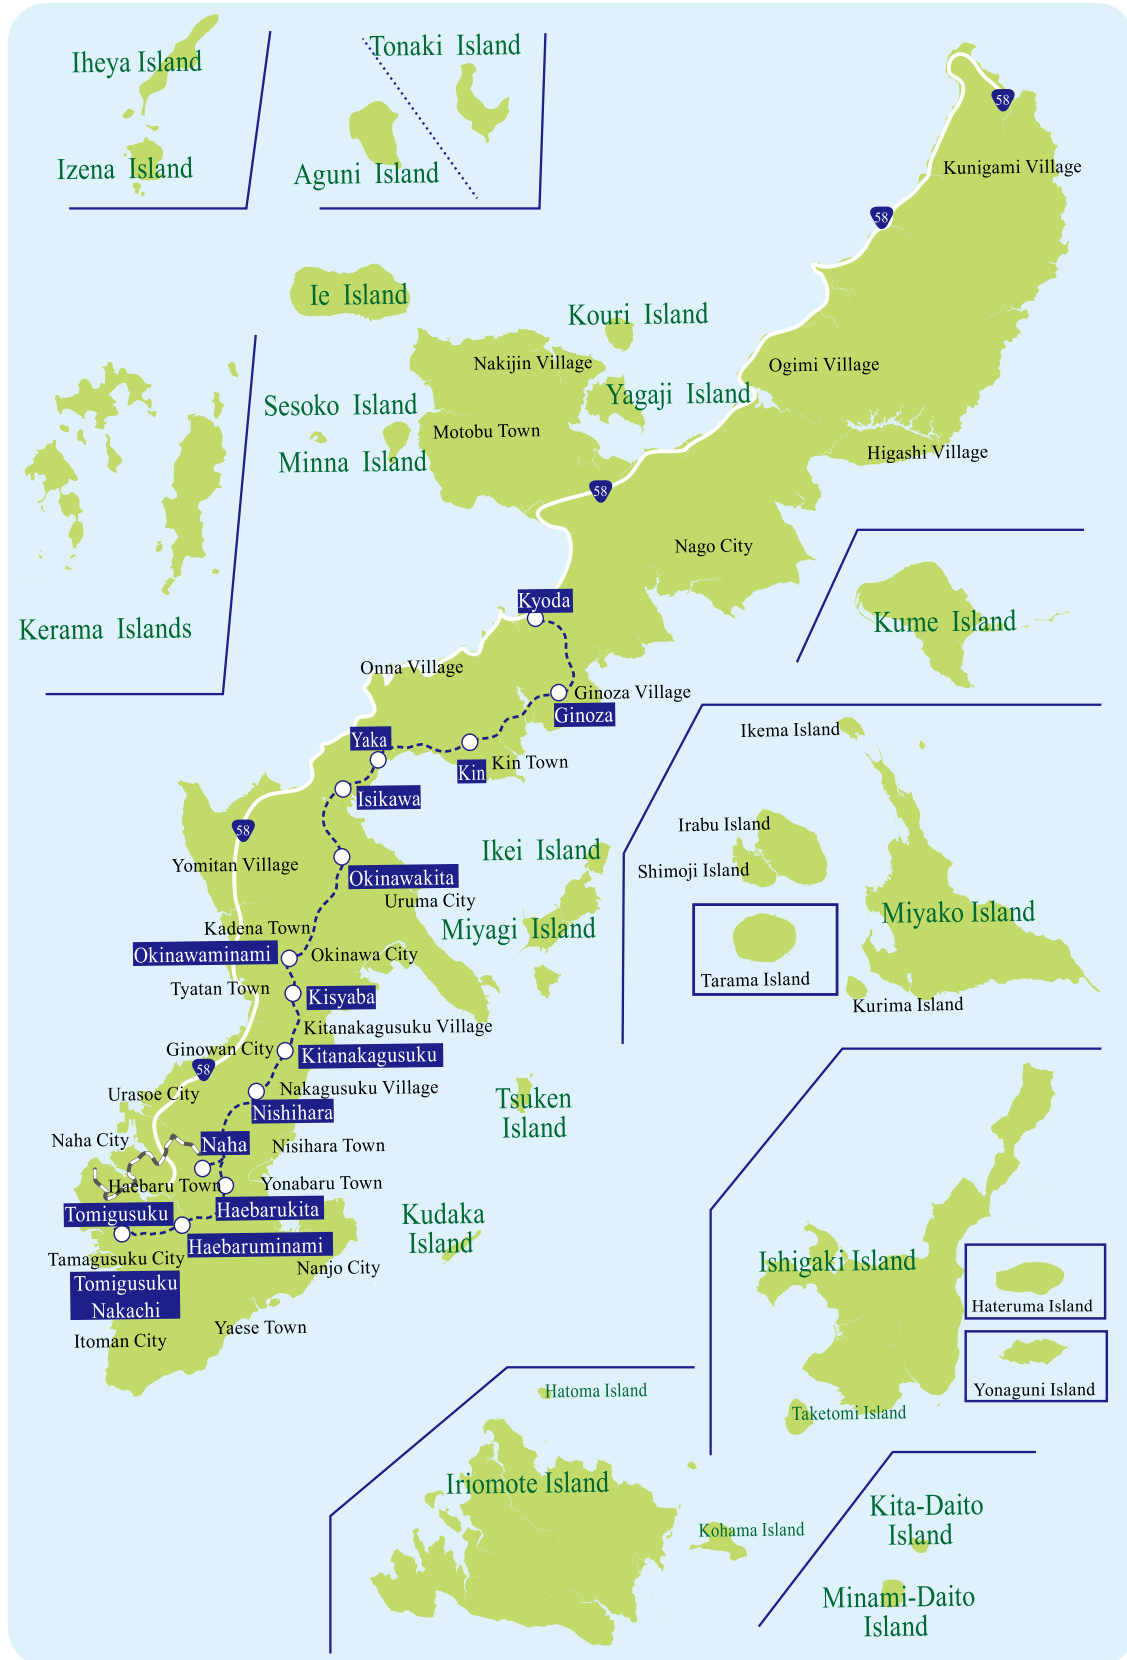 Iheya Island
Tonaki Island
Izena Island
Aguni Island
58
Kunigami Village
58
Ie Island
Kouri Island
Nakijin Village
Ogimi Village
Yagaji Island
Sesoko Island
Motobu Town
Minna Island
Higashi Village
58
Nago City
Kerama Islands
Kume Island
Kyoda
Onna Village
Ginoza Village
Ginoza
Ikema Island
Yaka
Kin
Kin Town
Isikawa
58
Irabu Island
Ikei Island
Yomitan Village
Shimoji Island
Okinawakita
Uruma City
Miyako Island
Kadena Town
Miyagi Island
Okinawaminami
Okinawa City
Tarama Island
Tyatan Town
Kisyaba
Kurima Island
Kitanakagusuku Village
Ginowan City
Kitanakagusuku
58
Urasoe City
Nakagusuku Village
Nishihara
Tsuken
Island
Naha City
Naha
Nisihara Town
Haebaru Town
Yonabaru Town
Tomigusuku
Haebarukita
Kudaka
Island
Haebaruminami
Tamagusuku City
Nanjo City
Ishigaki Island
Tomigusuku
Nakachi
Hateruma Island
Itoman City
Yaese Town
Yonaguni Island
Hatoma Island
Taketomi Island
Iriomote Island
Kohama Island
Kita-Daito
Island
Minami-Daito
Island